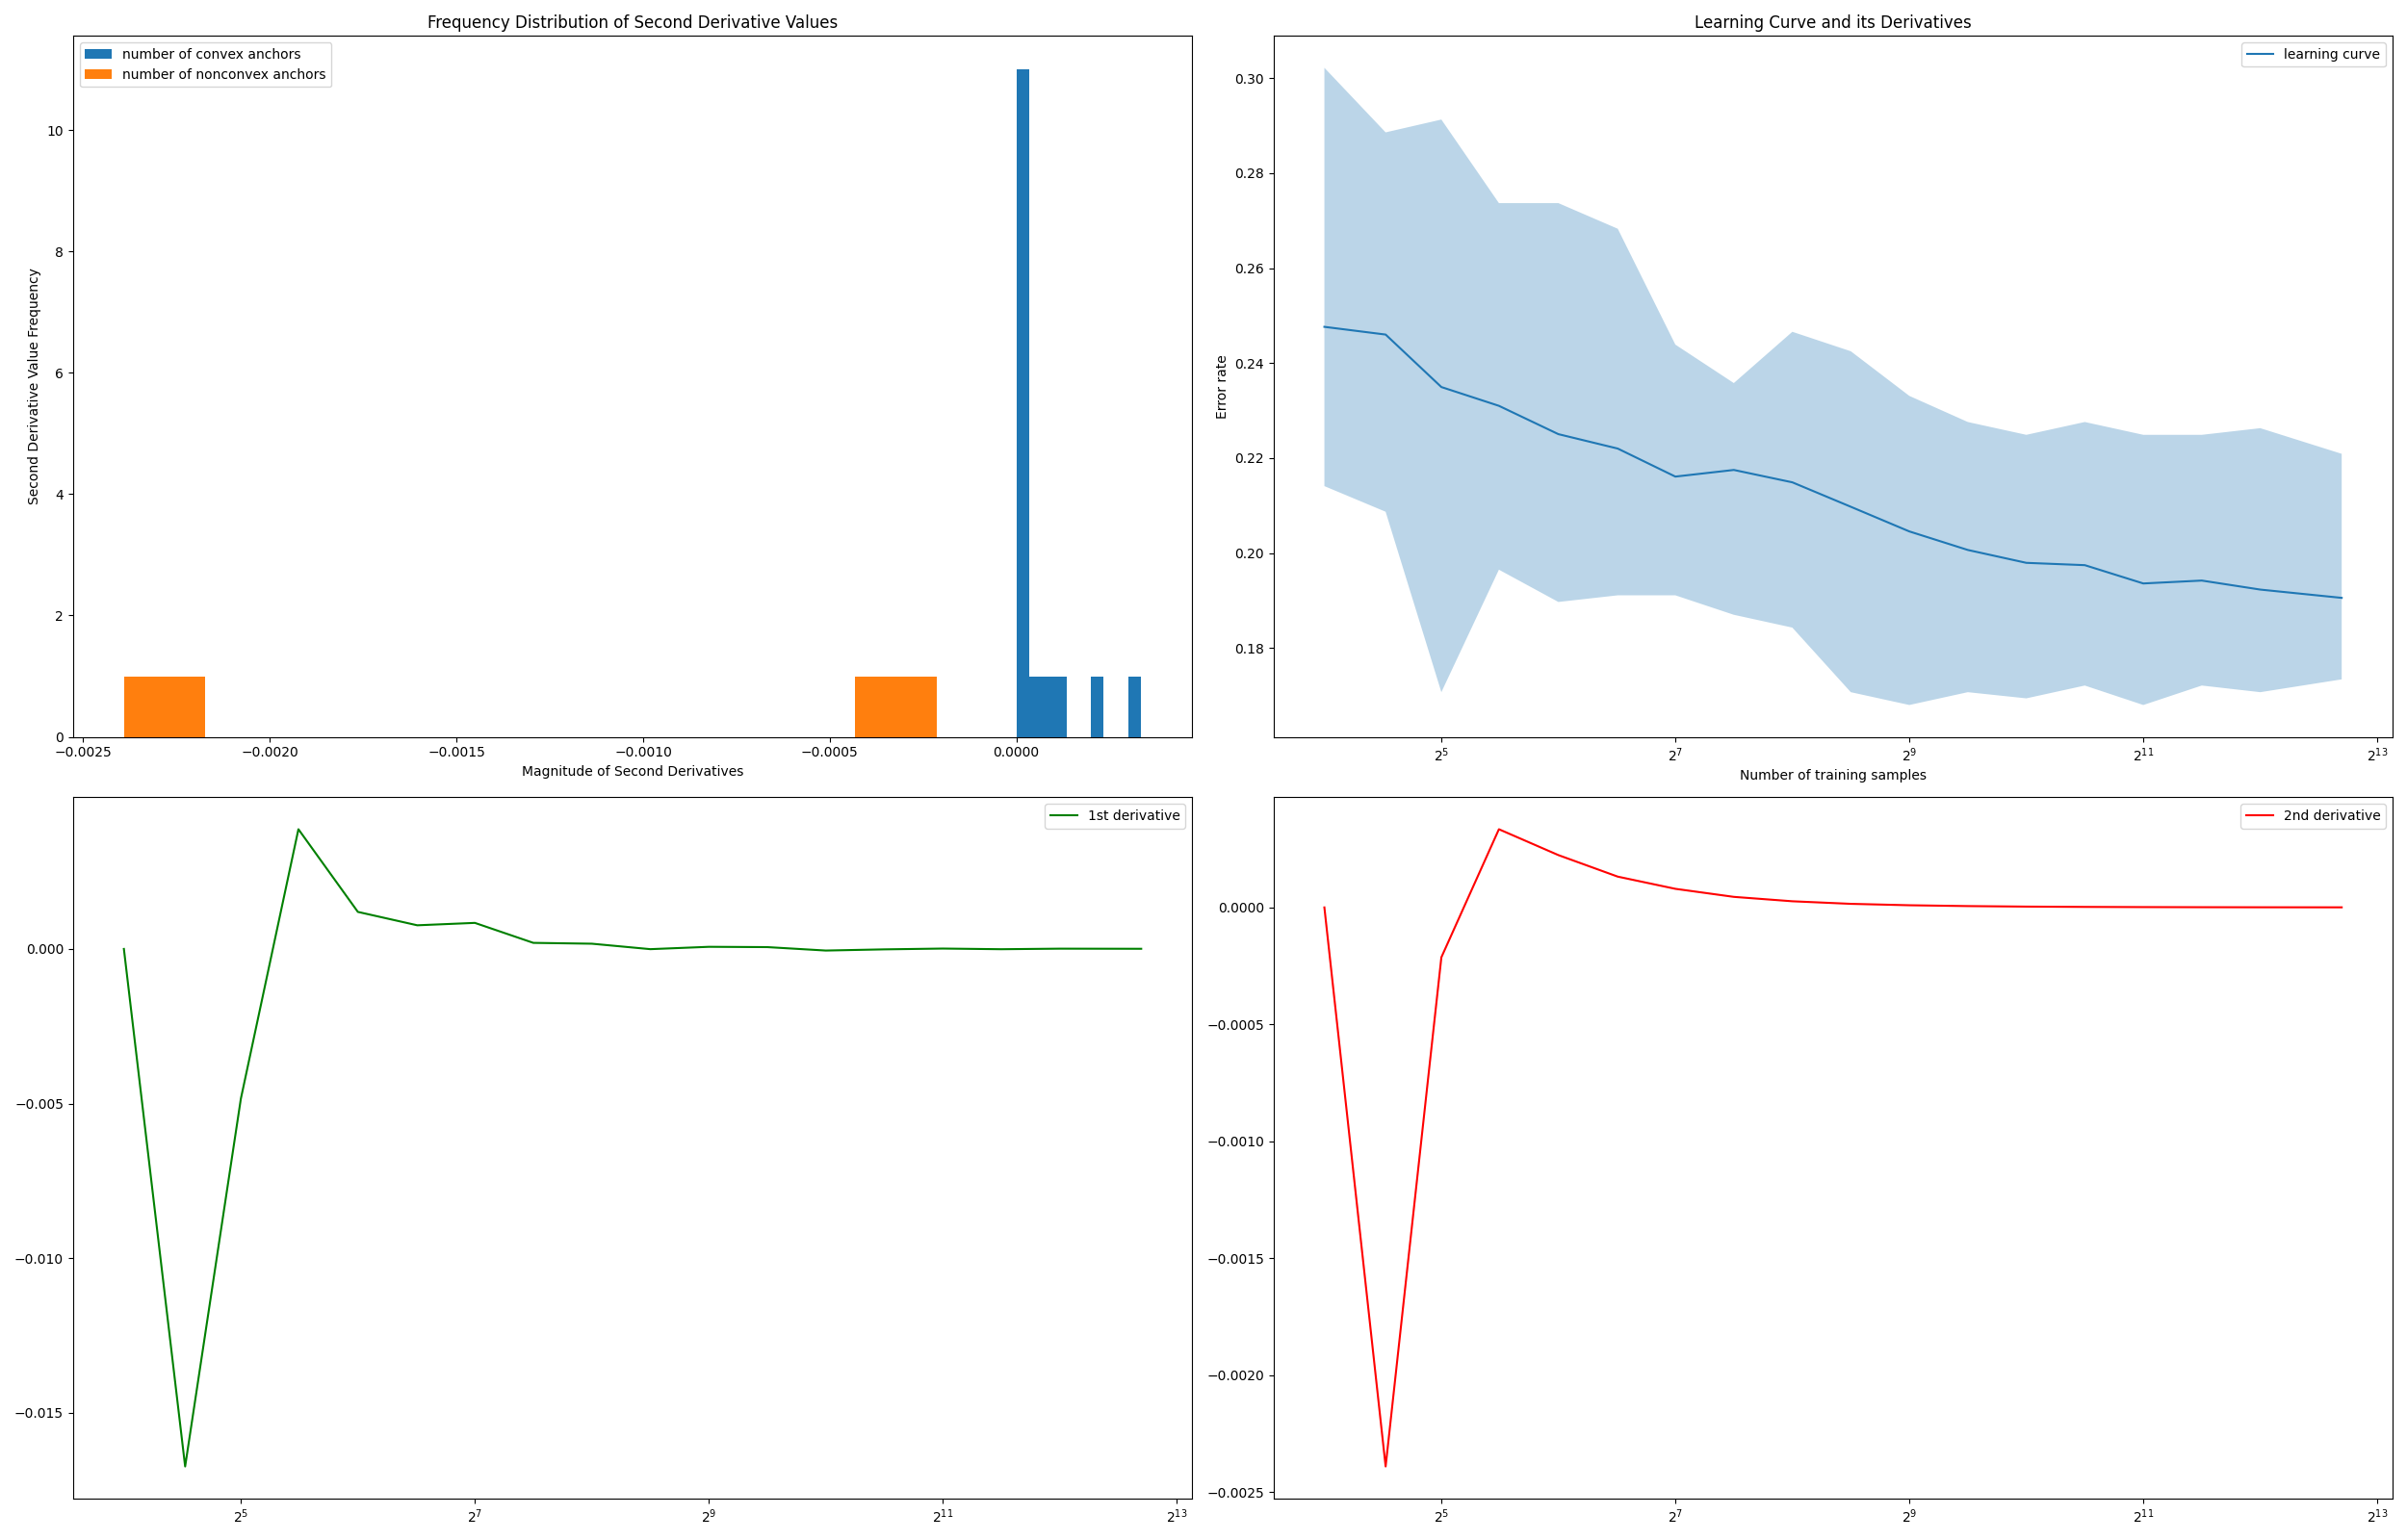 Frequency Distribution of Second Derivative Values
number of convex anchors
number of nonconvex anchors
10
8
6
4
2
0
Second Derivative Value Frequency
−0.0025 −0.0020 −0.0015 −0.0010 −0.0005 0.0000
Magnitude of Second Derivatives
Learning Curve and its Derivatives
learning curve
0.30
0.28
0.26
0.24
0.22
0.20
0.18
Error rate
2^5 2^7 2^9 2^11 2^13
Number of training samples
1st derivative
0.000
−0.005
−0.010
−0.015
2^5 2^7 2^9 2^11 2^13
2nd derivative
0.0000
−0.0005
−0.0010
−0.0015
−0.0020
−0.0025
2^5 2^7 2^9 2^11 2^13